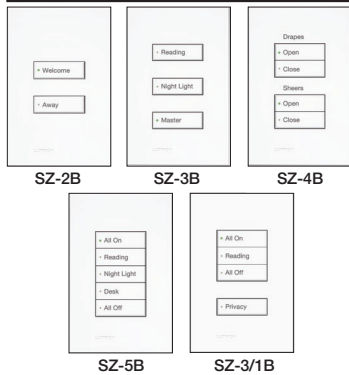 Welcome
Away
SZ-2B
Reading
Night Light
Master
SZ-3B
Drapes
Open
Close
Sheers
Open
Close
SZ-4B
All On
Reading
Night Light
Desk
All Off
SZ-5B
All On
Reading
All Off
Privacy
SZ-3/1B